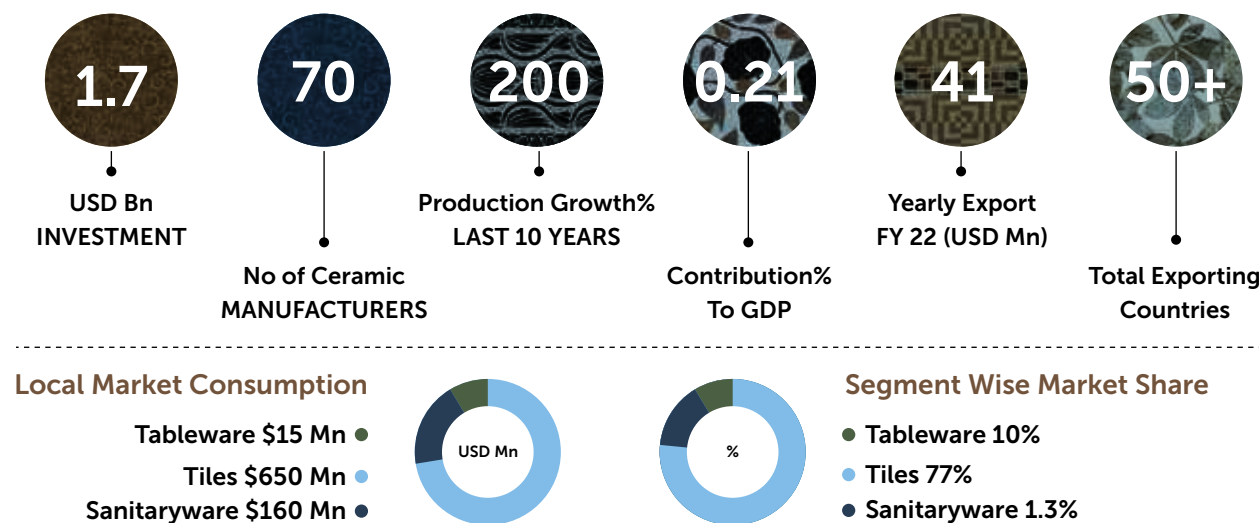 1.7
USD Bn
INVESTMENT
70
No of Ceramic
MANUFACTURERS
200
Production Growth%
LAST 10 YEARS
0.21
Contribution%
To GDP
41
Yearly Export
FY 22 (USD Mn)
50+
Total Exporting
Countries
Local Market Consumption
Tableware $15 Mn
Tiles $650 Mn
Sanitaryware $160 Mn
USD Mn
%
Segment Wise Market Share
Tableware 10%
Tiles 77%
Sanitaryware 1.3%